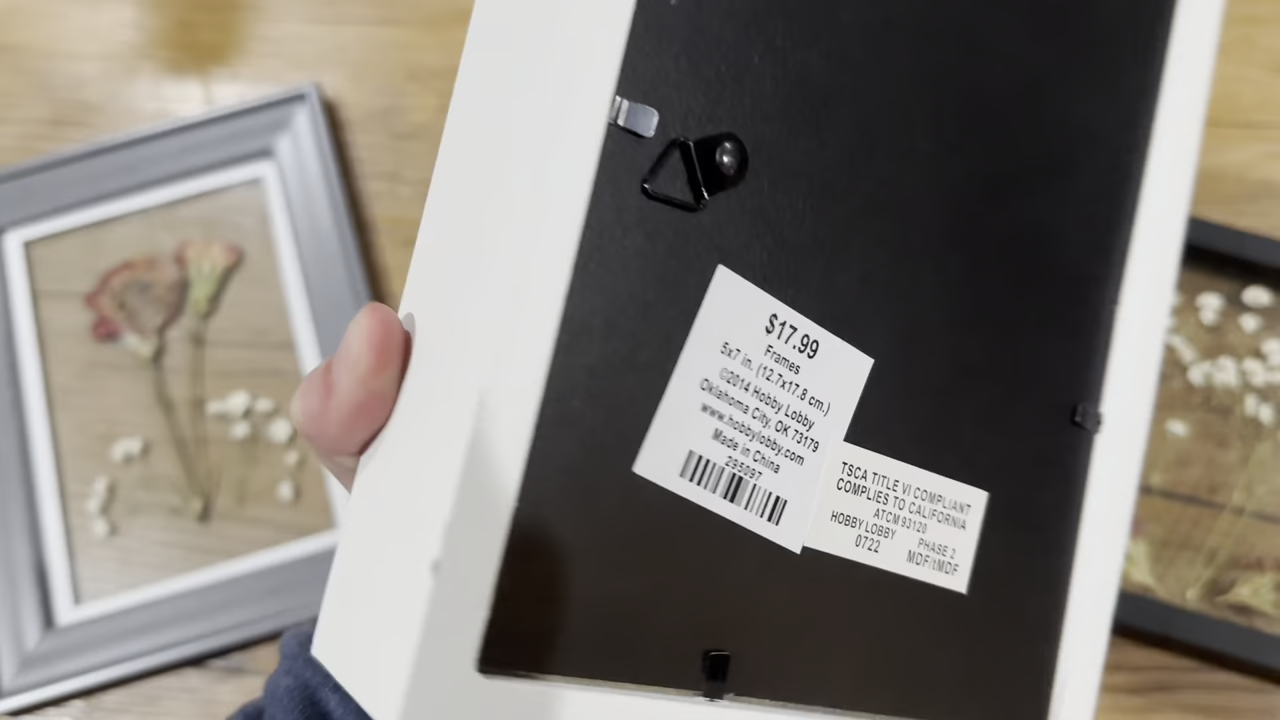 $17.99
Frames
5x7 in. (12.7x17.8 cm.)
©2014 Hobby Lobby
Oklahoma City, OK 73179
www.hobbylobby.com
Made in China
295097
TSCA TITLE VI COMPLIANT
COMPLIES TO CALIFORNIA
ATCM 93120
HOBBY LOBBY PHASE 2
0722 MDF/tMDF